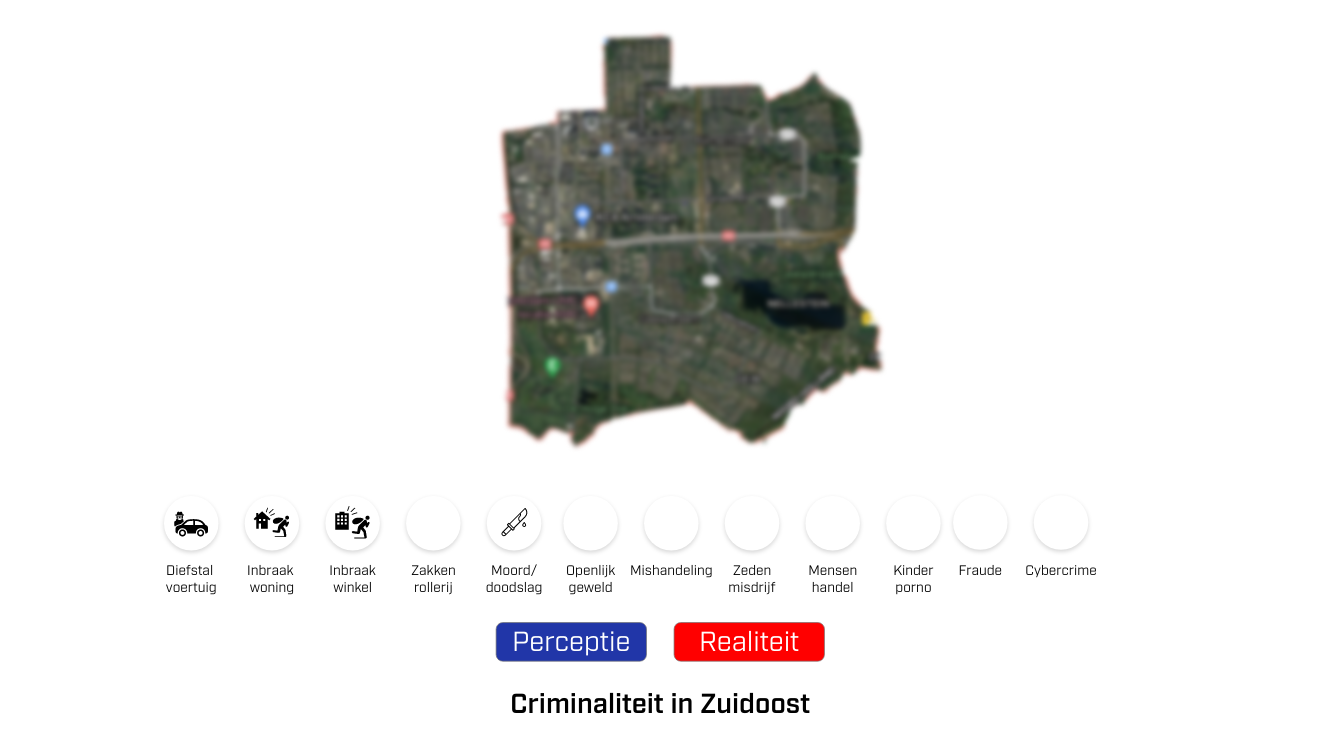 Diefstal
voertuig
Inbraak
woning
Inbraak
winkel
Zakken
rollerij
Moord/
doodslag
Openlijk
geweld
Mishandeling
Zeden
misdrijf
Mensen
handel
Kinder
porno
Fraude
Cybercrime
Perceptie
Realiteit
Criminaliteit in Zuidoost